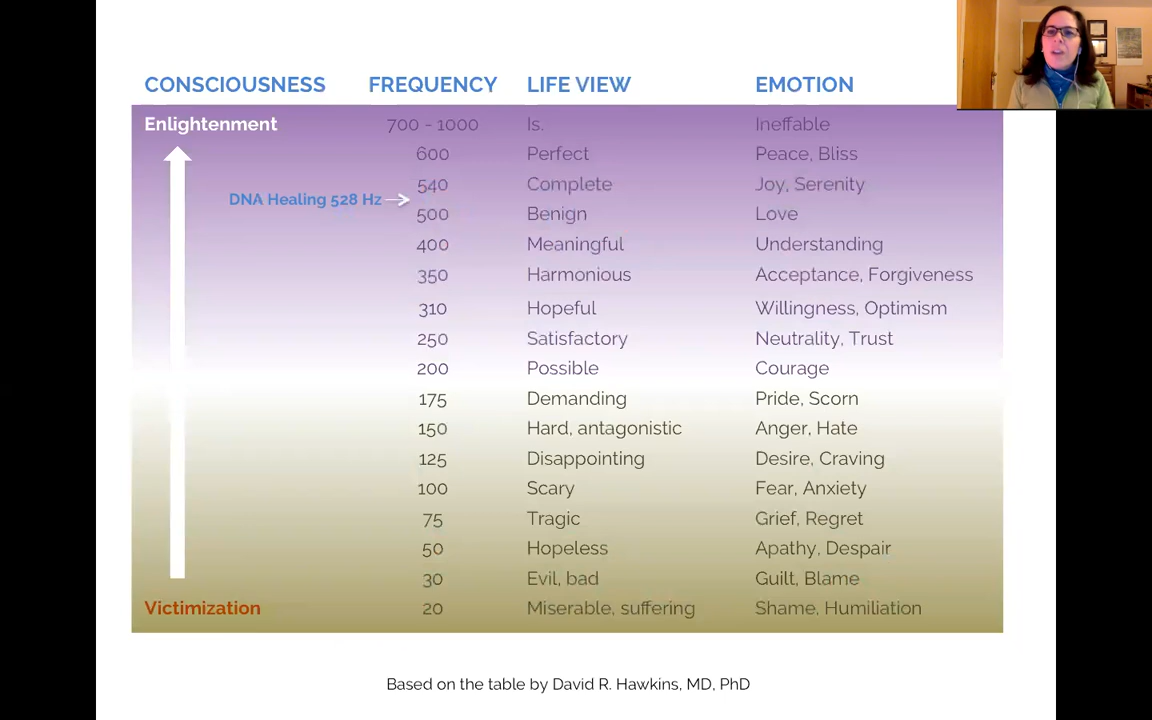 CONSCIOUSNESS FREQUENCY LIFE VIEW EMOTION
Enlightenment 700 - 1000 Is. Ineffable
600 Perfect Peace, Bliss
540 Complete Joy, Serenity
DNA Healing 528 Hz
500 Benign Love
400 Meaningful Understanding
350 Harmonious Acceptance, Forgiveness
310 Hopeful Willingness, Optimism
250 Satisfactory Neutrality, Trust
200 Possible Courage
175 Demanding Pride, Scorn
150 Hard, antagonistic Anger, Hate
125 Disappointing Desire, Craving
100 Scary Fear, Anxiety
75 Tragic Grief, Regret
50 Hopeless Apathy, Despair
30 Evil, bad Guilt, Blame
Victimization 20 Miserable, suffering Shame, Humiliation
Based on the table by David R. Hawkins, MD, PhD